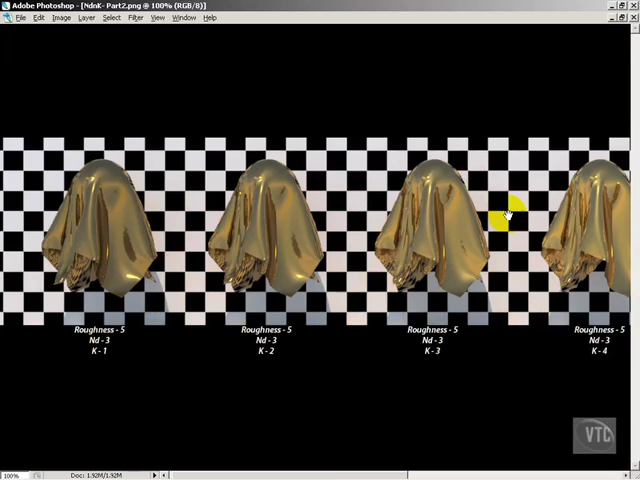 Adobe Photoshop - [NdnK- Part2.png @ 100% (RGB/8)]
File Edit Image Layer Select Filter View Window Help
Roughness - 5
Nd - 3
K - 1
Roughness - 5
Nd - 3
K - 2
Roughness - 5
Nd - 3
K - 3
Roughness - 5
Nd - 3
K - 4
VTC
100%
Doc: 1.92M/1.92M